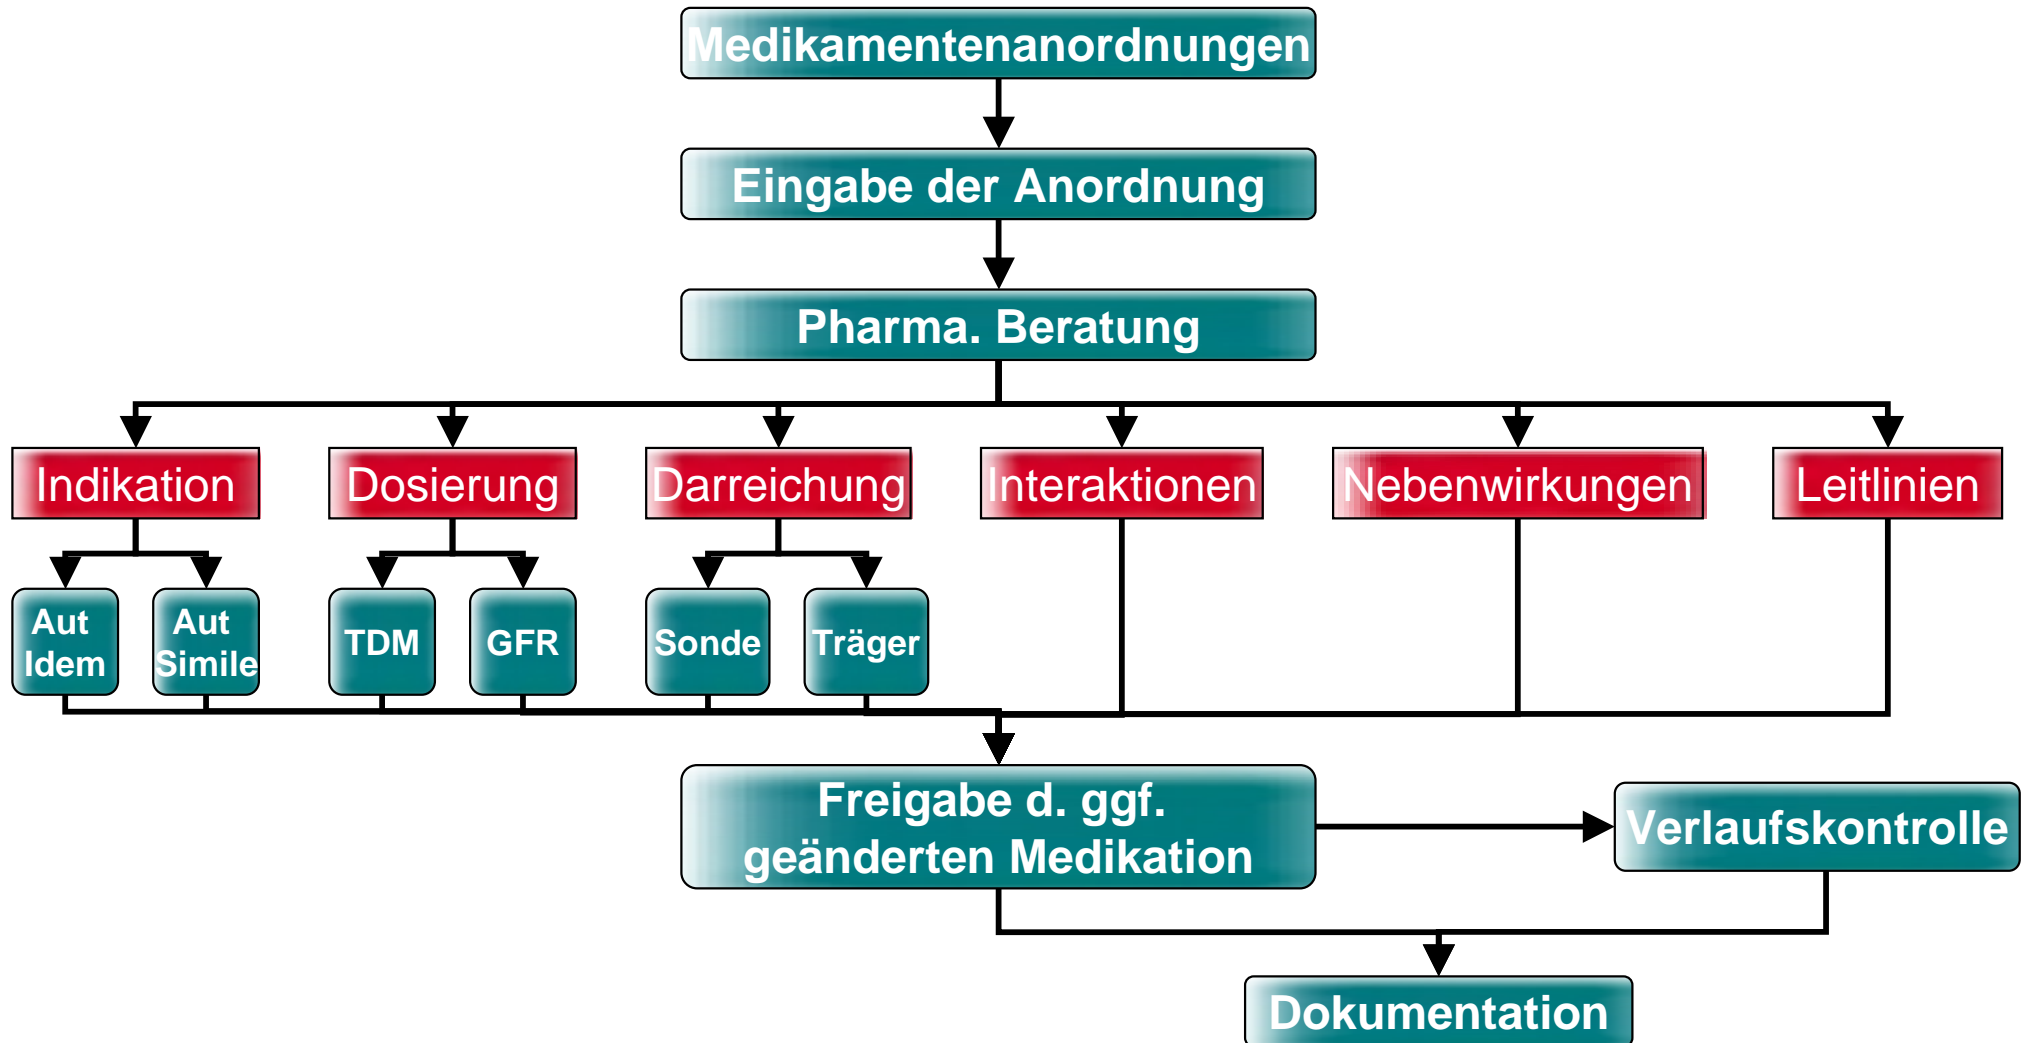 Medikamentenanordnungen
Eingabe der Anordnung
Pharma. Beratung
Indikation
Dosierung
Darreichung
Interaktionen
Nebenwirkungen
Leitlinien
Aut
Idem
Aut
Simile
TDM
GFR
Sonde
Träger
Freigabe d. ggf.
geänderten Medikation
Verlaufskontrolle
Dokumentation